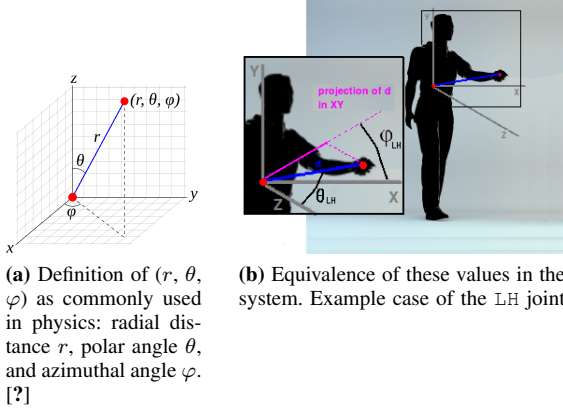 z
(r, θ, φ)
r
θ
φ
y
x
(a) Definition of (r, θ,
φ) as commonly used
in physics: radial dis-
tance r, polar angle θ,
and azimuthal angle φ.
[?]
Y
projection of d
in XY
φLH
d
θLH
Z
X
Y
X
Z
(b) Equivalence of these values in the
system. Example case of the LH joint